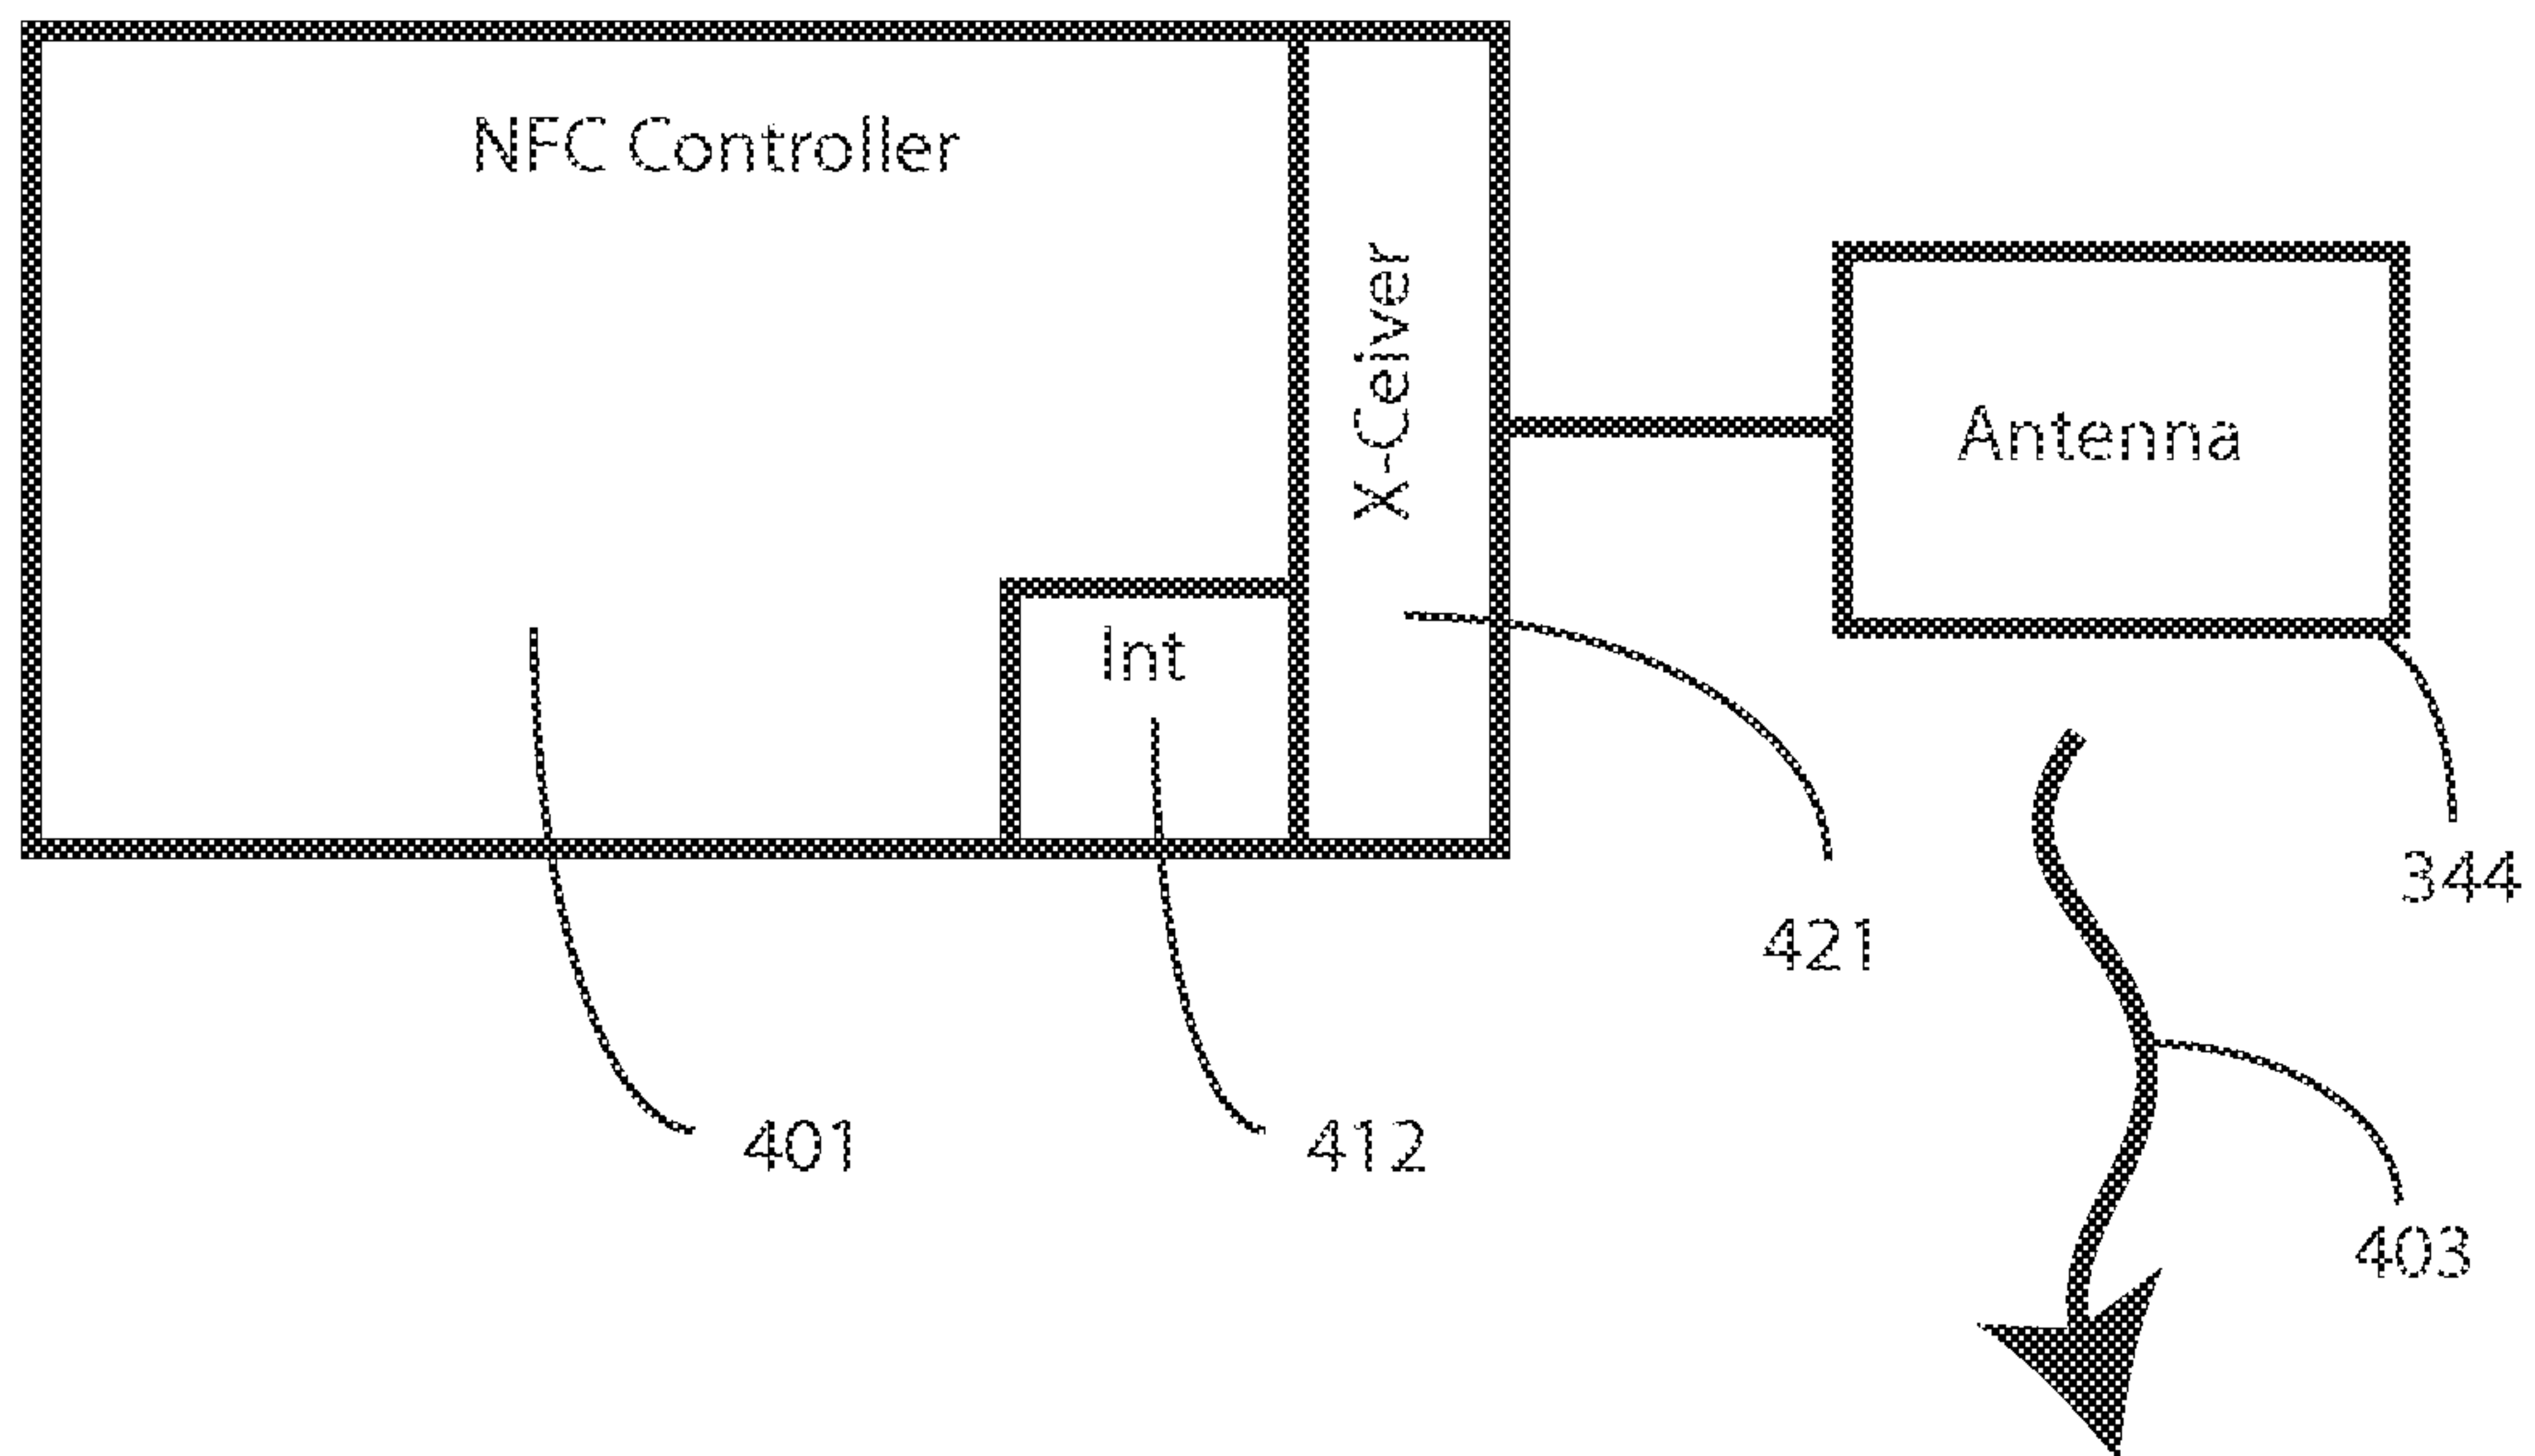 NFC Controller
X-Ceiver
Antenna
Int
344
421
401
412
403